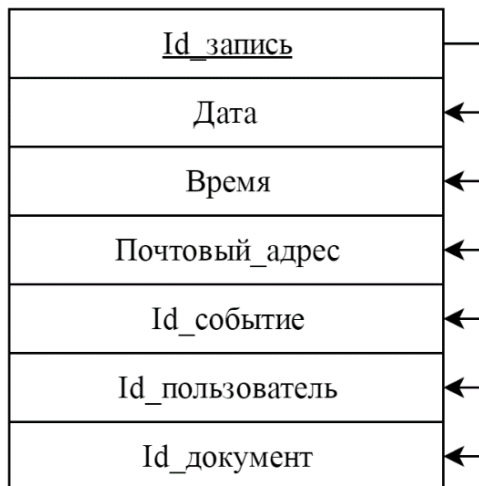 Id_запись
Дата
Время
Почтовый_адрес
Id_событие
Id_пользователь
Id_документ